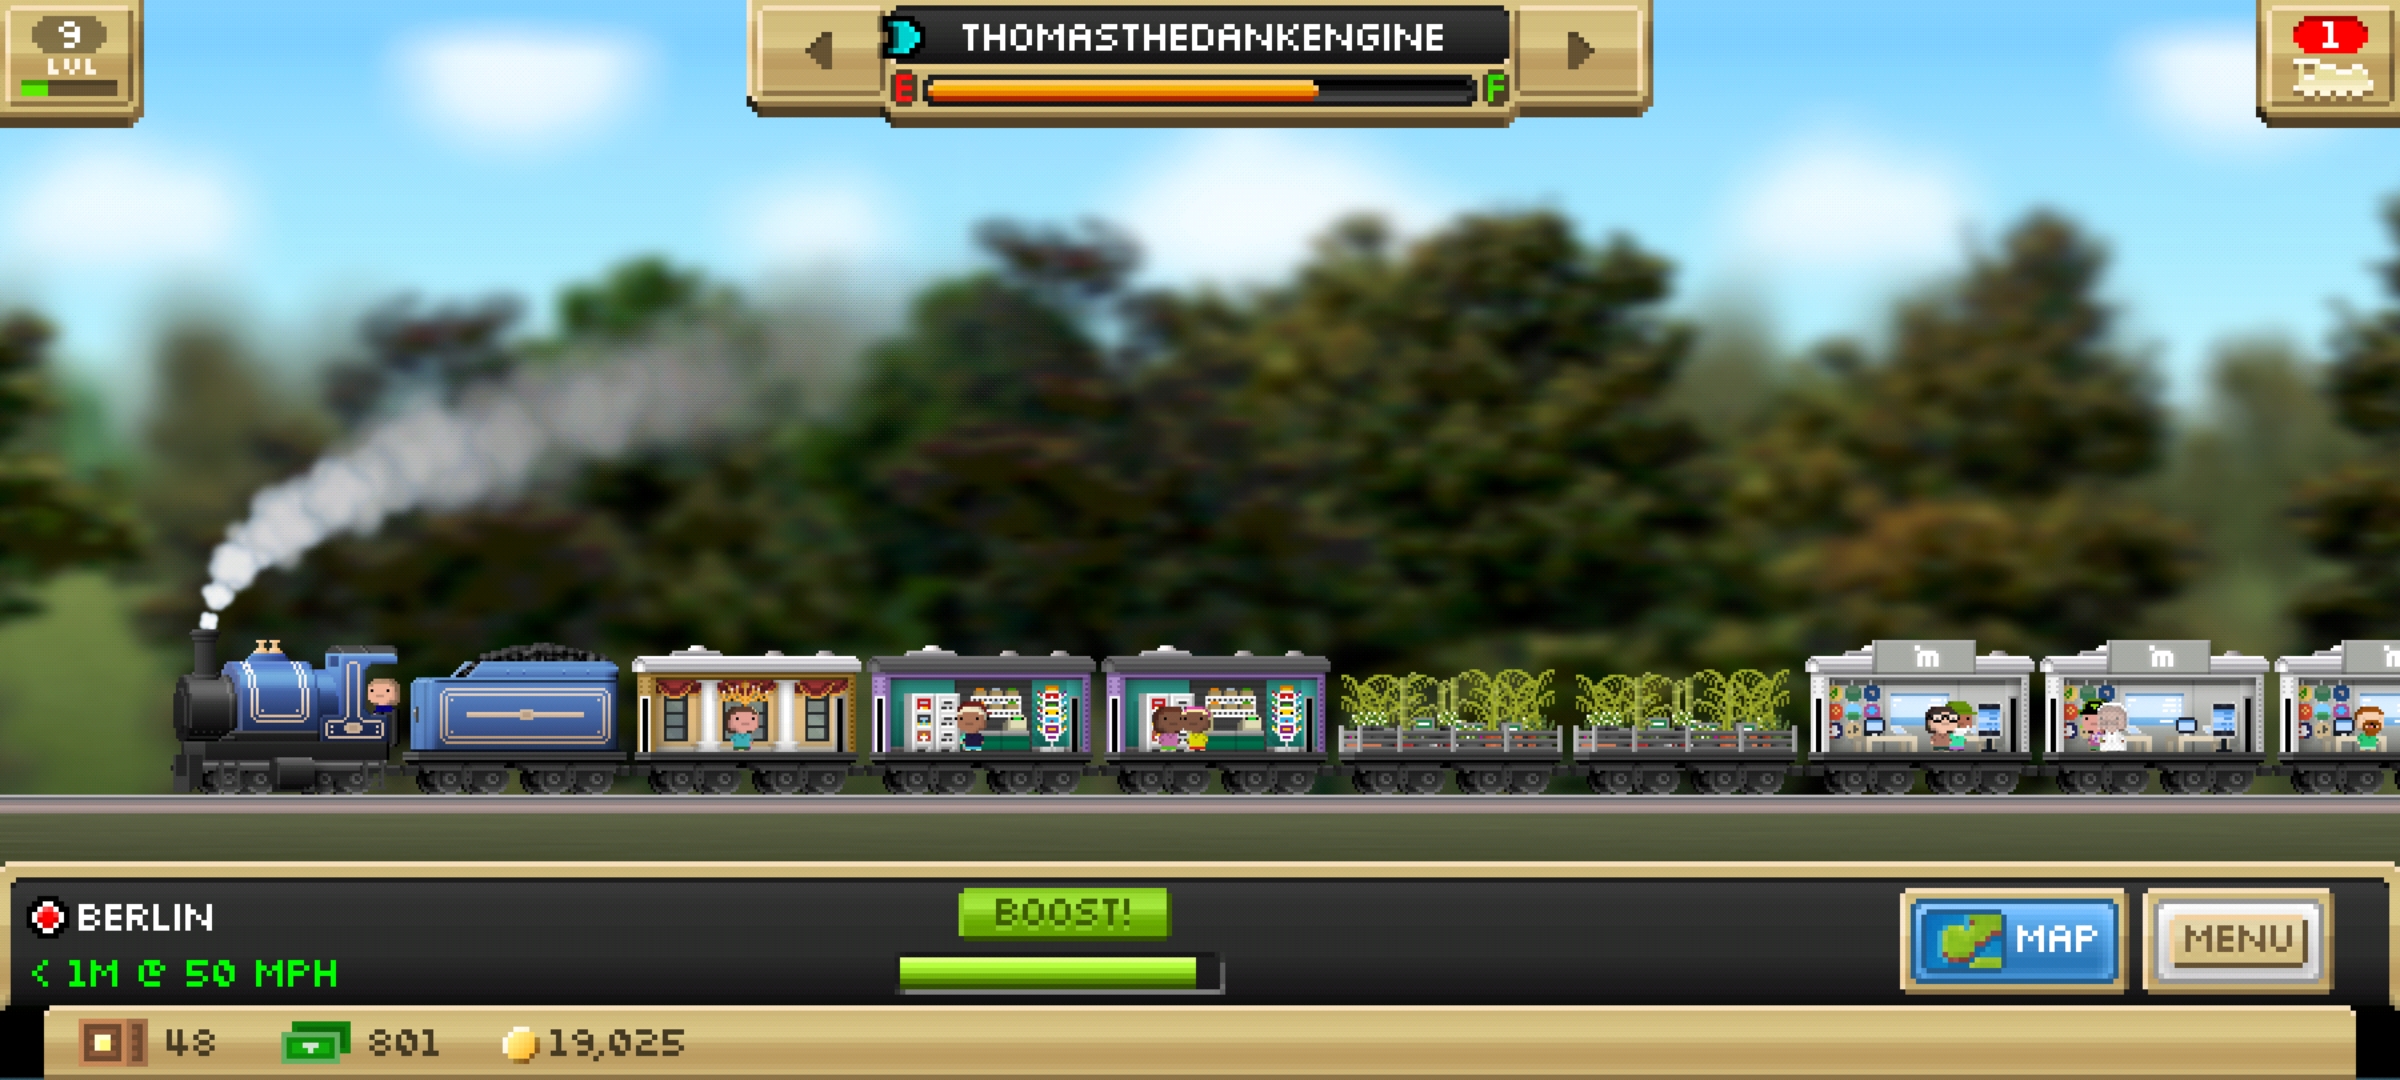 9
LVL
THOMASTHEDANKENGINE
E F
1
m m m
BERLIN
BOOST!
< 1M @ 50 MPH
MAP
MENU
48 801 19,025